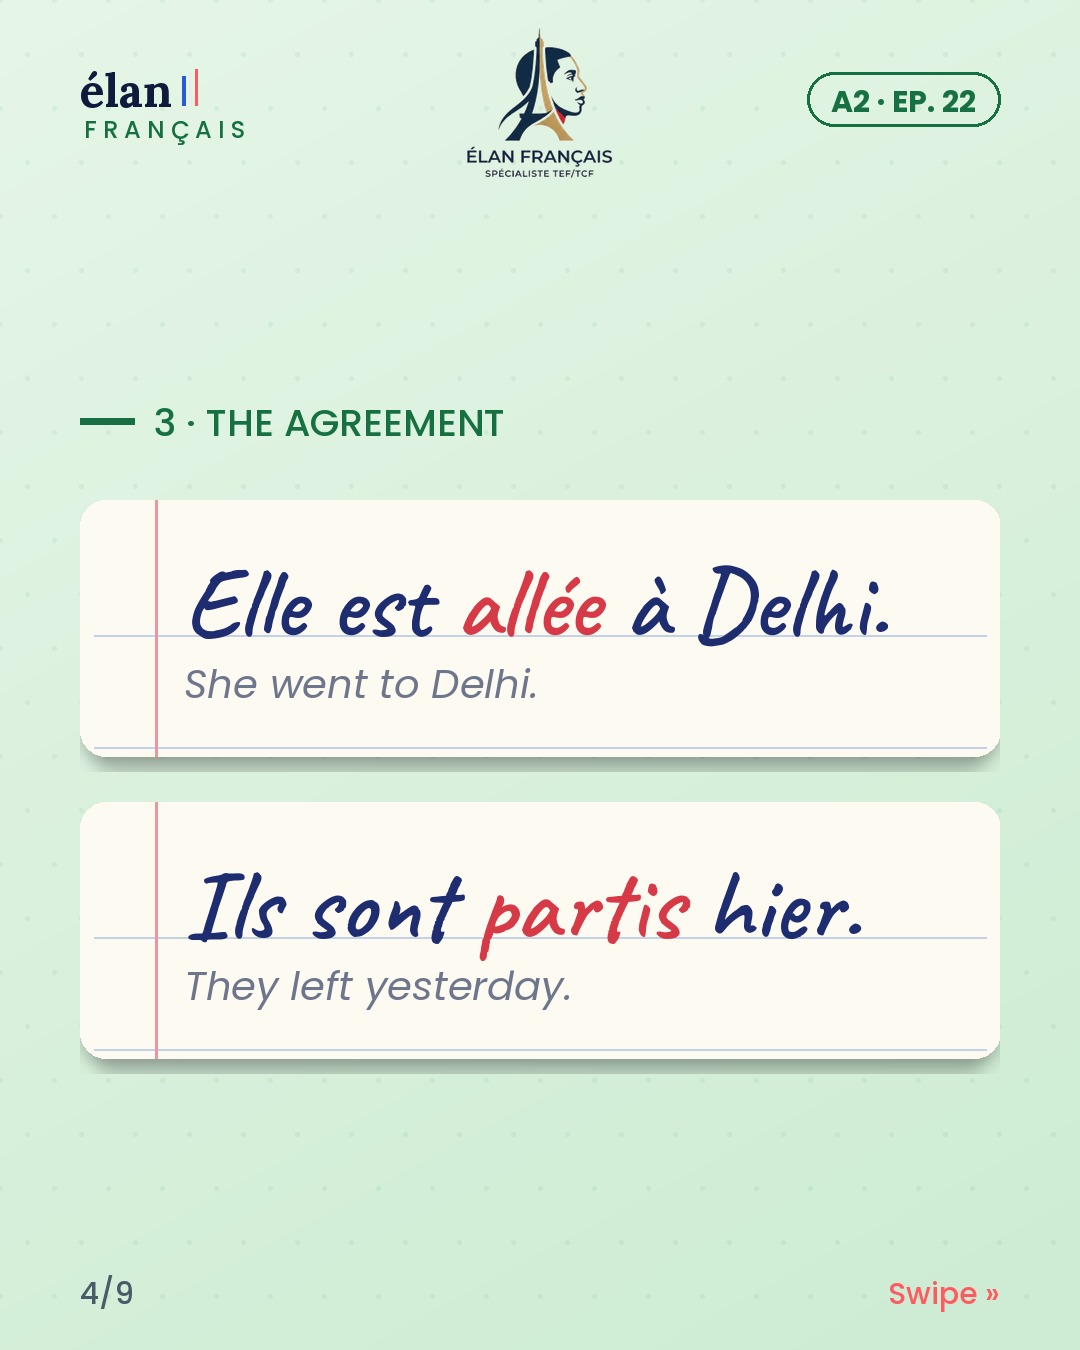 élan
FRANÇAIS
ÉLAN FRANÇAIS
SPÉCIALISTE TEF/TCF
A2 · EP. 22
3 · THE AGREEMENT
Elle est allée à Delhi.
She went to Delhi.
Ils sont partis hier.
They left yesterday.
4/9
Swipe »